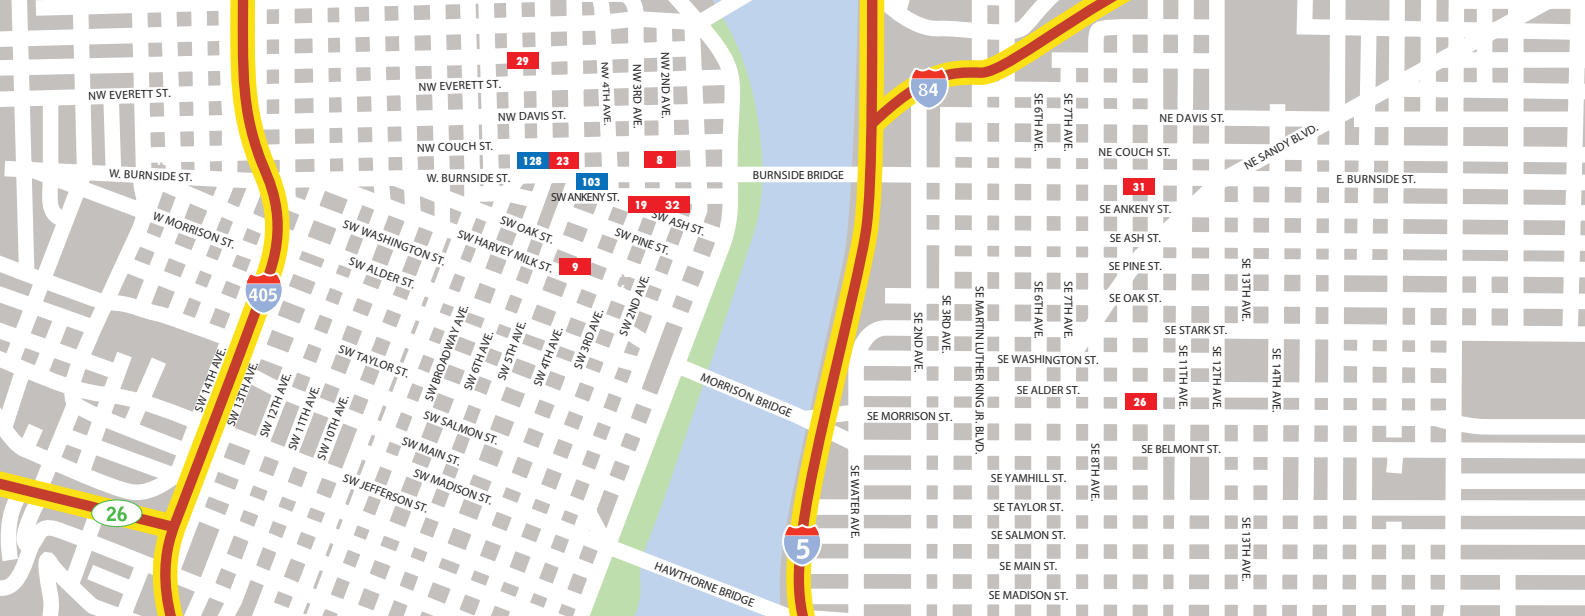 29
NW EVERETT ST.
NW EVERETT ST.
NW 4TH AVE.
NW 3RD AVE.
NW 2ND AVE.
84
SE 6TH AVE.
SE 7TH AVE.
NW DAVIS ST.
NE DAVIS ST.
NE SANDY BLVD.
NW COUCH ST.
NE COUCH ST.
128
23
8
W. BURNSIDE ST.
W. BURNSIDE ST.
BURNSIDE BRIDGE
E. BURNSIDE ST.
103
31
SW ANKENY ST.
19
32
SE ANKENY ST.
W MORRISON ST.
SW WASHINGTON ST.
SW OAK ST.
SW ASH ST.
SW PINE ST.
SE ASH ST.
SW HARVEY MILK ST.
9
SE PINE ST.
SW ALDER ST.
405
SE OAK ST.
SE 13TH AVE.
SW 2ND AVE.
SE 2ND AVE.
SE 3RD AVE.
SE MARTIN LUTHER KING JR. BLVD.
SE 6TH AVE.
SE 7TH AVE.
SE STARK ST.
SW 14TH AVE.
SW 13TH AVE.
SW 12TH AVE.
SW 11TH AVE.
SW 10TH AVE.
SW TAYLOR ST.
SW BROADWAY AVE.
SW 6TH AVE.
SW 5TH AVE.
SW 4TH AVE.
SW 3RD AVE.
SE WASHINGTON ST.
SE 11TH AVE.
SE 12TH AVE.
SE 14TH AVE.
SE ALDER ST.
26
MORRISON BRIDGE
SE MORRISON ST.
SW SALMON ST.
SW MAIN ST.
SE BELMONT ST.
SE 8TH AVE.
SW MADISON ST.
SW JEFFERSON ST.
SE WATER AVE.
SE YAMHILL ST.
26
SE TAYLOR ST.
5
SE SALMON ST.
SE 13TH AVE.
SE MAIN ST.
HAWTHORNE BRIDGE
SE MADISON ST.